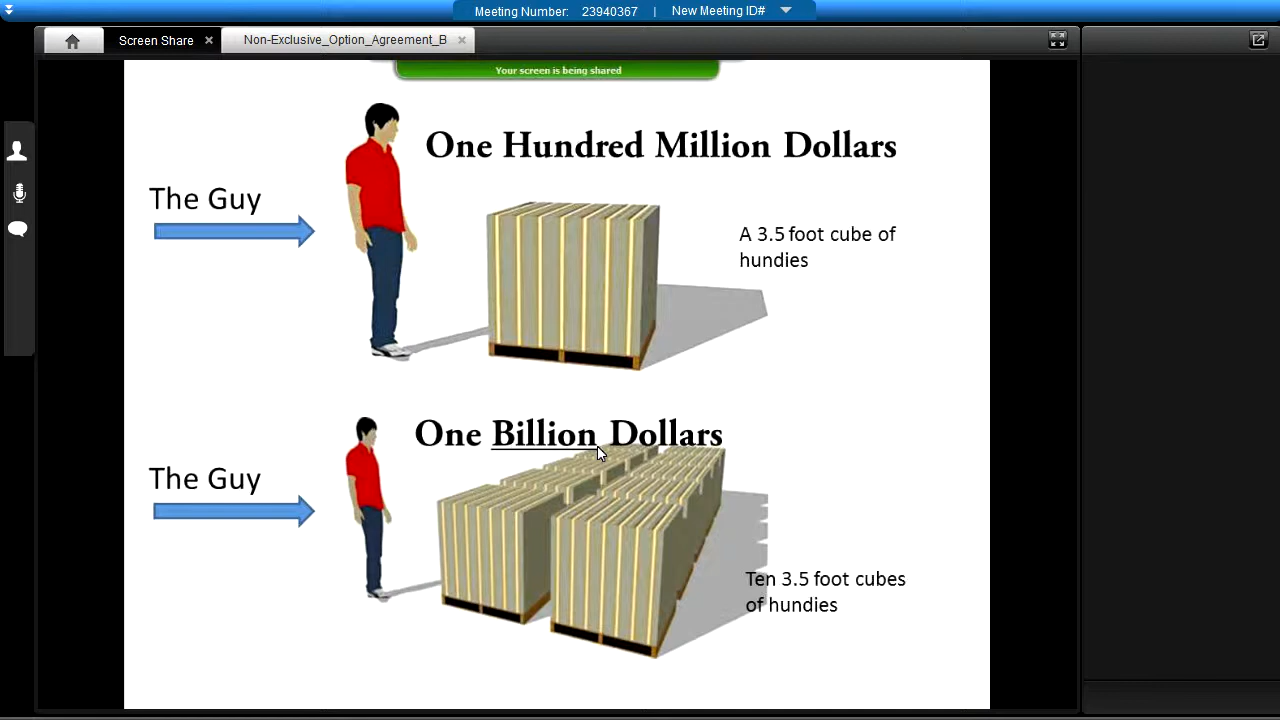 Meeting Number: 23940367 | New Meeting ID#
Screen Share
Non-Exclusive_Option_Agreement_B
Your screen is being shared
One Hundred Million Dollars
The Guy
A 3.5 foot cube of
hundies
One Billion Dollars
The Guy
Ten 3.5 foot cubes
of hundies